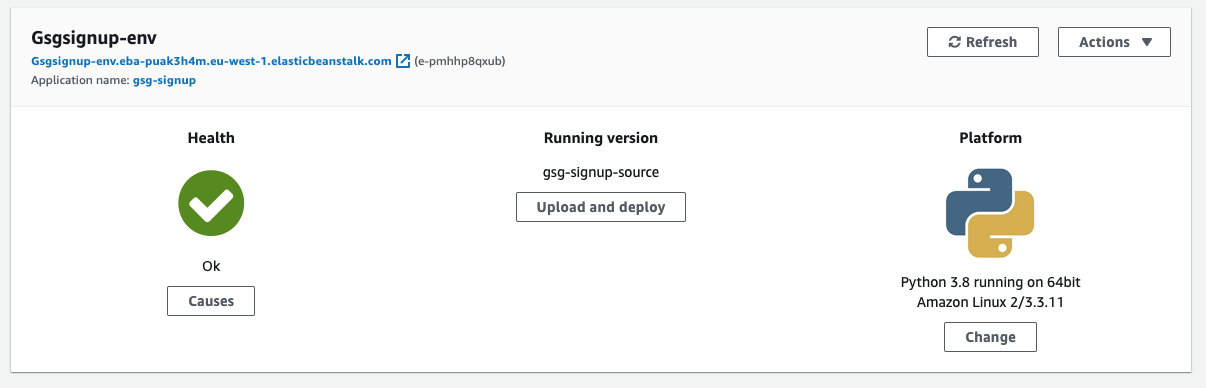 Gsgsignup-env
Gsgsignup-env.eba-puak3h4m.eu-west-1.elasticbeanstalk.com (e-pmhhp8qxub)
Application name: gsg-signup
Refresh
Actions
Health
Ok
Causes
Running version
gsg-signup-source
Upload and deploy
Platform
Python 3.8 running on 64bit
Amazon Linux 2/3.3.11
Change